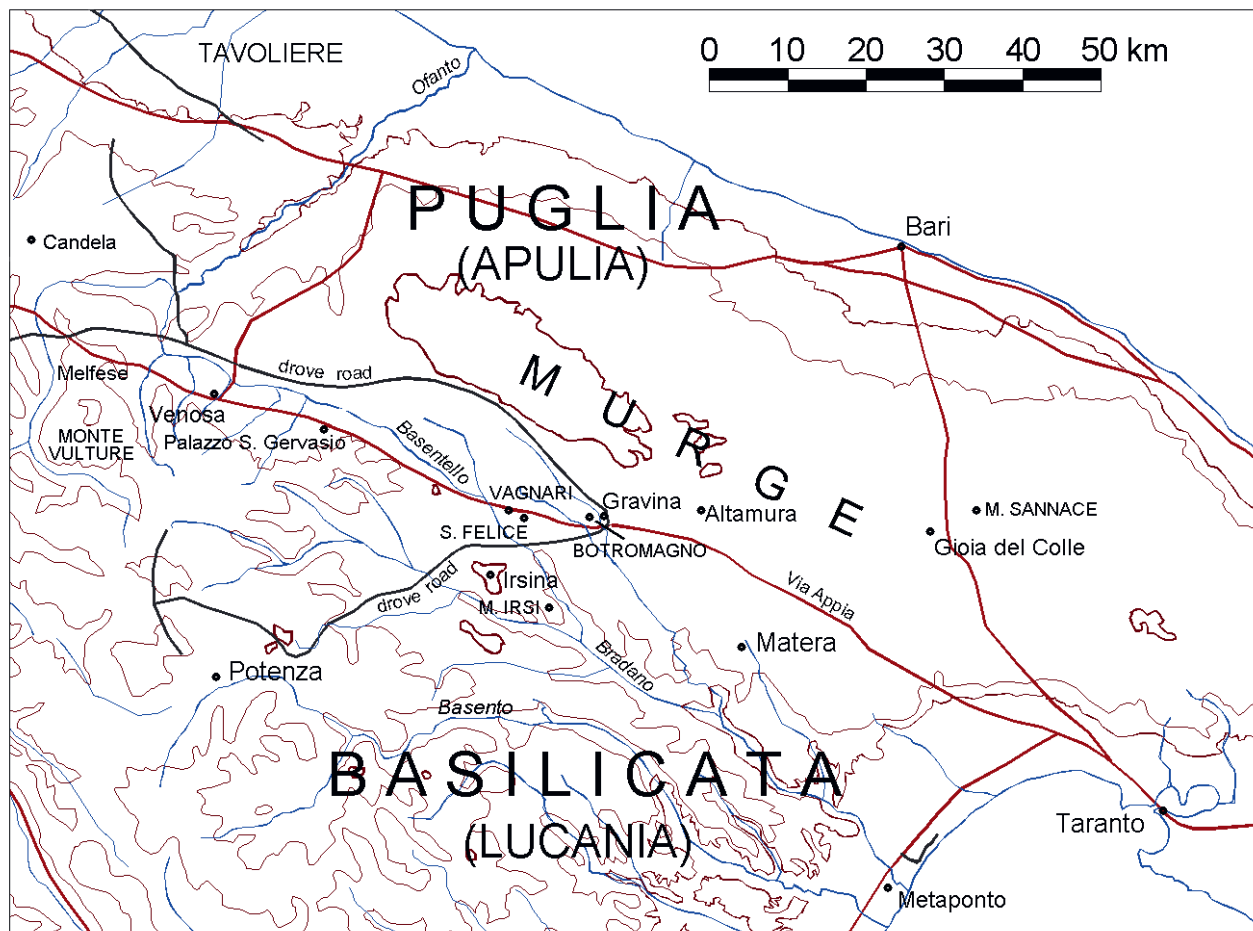 TAVOLIERE
Ofanto
0 10 20 30 40 50 km
PUGLIA
(APULIA)
Candela
Bari
MURGE
drove road
Melfese
Venosa
MONTE
VULTURE
Palazzo S. Gervasio
Basentello
VAGNARI
Gravina
S. FELICE
BOTROMAGNO
Altamura
M. SANNACE
Gioia del Colle
Irsina
drove road
M. IRSI
Via Appia
Matera
Potenza
Bradano
Basento
BASILICATA
(LUCANIA)
Taranto
Metaponto